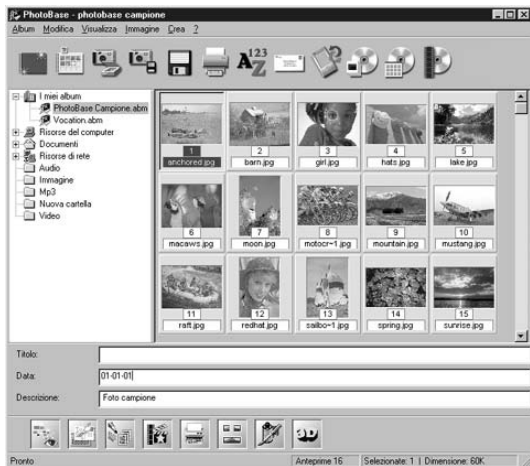 PhotoBase - photobase campione
Album Modifica Visualizza Immagine Crea ?
A123
Z
I miei album
PhotoBase Campione.abm
Vocation.abm
Risorse del computer
Documenti
Risorse di rete
Audio
Immagine
Mp3
Nuova cartella
Video
1 2 3 4 5
anchored.jpg barn.jpg girl.jpg hats.jpg lake.jpg
6 7 8 9 10
macaws.jpg moon.jpg motocr~1.jpg mountain.jpg mustang.jpg
11 12 13 14 15
raft.jpg redhat.jpg sailbo~1.jpg spring.jpg sunrise.jpg
Titolo:
Data: 01-01-01
Descrizione: Foto campione
3D
Pronto Anteprime 16 Selezionate: 1 Dimensione: 60K